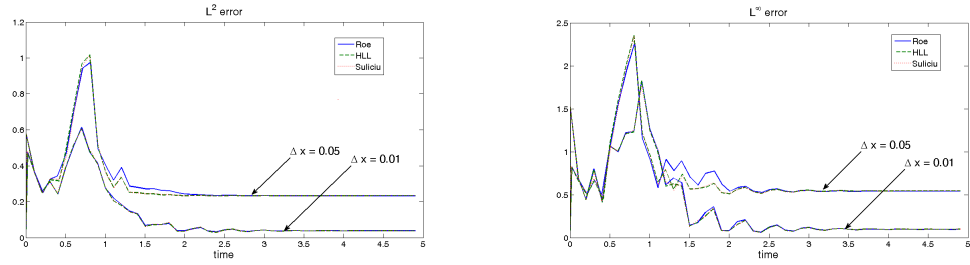 L² error
1.2
1
0.8
0.6
0.4
0.2
0
0 0.5 1 1.5 2 2.5 3 3.5 4 4.5 5
time
Roe
HLL
Suliciu
Δ x = 0.05
Δ x = 0.01
L∞ error
2.5
2
1.5
1
0.5
0
0 0.5 1 1.5 2 2.5 3 3.5 4 4.5 5
time
Roe
HLL
Suliciu
Δ x = 0.05
Δ x = 0.01